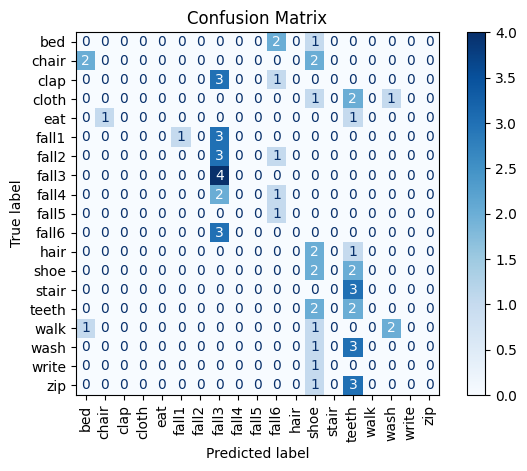 Confusion Matrix
True label
bed 0 0 0 0 0 0 0 0 0 0 2 0 1 0 0 0 0 0 0
chair 2 0 0 0 0 0 0 0 0 0 0 0 2 0 0 0 0 0 0
clap 0 0 0 0 0 0 0 3 0 0 1 0 0 0 0 0 0 0 0
cloth 0 0 0 0 0 0 0 0 0 0 0 0 1 0 2 0 1 0 0
eat 0 1 0 0 0 0 0 0 0 0 0 0 0 0 1 0 0 0 0
fall1 0 0 0 0 0 1 0 3 0 0 0 0 0 0 0 0 0 0 0
fall2 0 0 0 0 0 0 0 3 0 0 1 0 0 0 0 0 0 0 0
fall3 0 0 0 0 0 0 0 4 0 0 0 0 0 0 0 0 0 0 0
fall4 0 0 0 0 0 0 0 2 0 0 1 0 0 0 0 0 0 0 0
fall5 0 0 0 0 0 0 0 0 0 0 1 0 0 0 0 0 0 0 0
fall6 0 0 0 0 0 0 0 3 0 0 0 0 0 0 0 0 0 0 0
hair 0 0 0 0 0 0 0 0 0 0 0 0 2 0 1 0 0 0 0
shoe 0 0 0 0 0 0 0 0 0 0 0 0 2 0 2 0 0 0 0
stair 0 0 0 0 0 0 0 0 0 0 0 0 0 0 3 0 0 0 0
teeth 0 0 0 0 0 0 0 0 0 0 0 0 2 0 2 0 0 0 0
walk 1 0 0 0 0 0 0 0 0 0 0 0 1 0 0 0 2 0 0
wash 0 0 0 0 0 0 0 0 0 0 0 0 1 0 3 0 0 0 0
write 0 0 0 0 0 0 0 0 0 0 0 0 1 0 0 0 0 0 0
zip 0 0 0 0 0 0 0 0 0 0 0 0 1 0 3 0 0 0 0
bed chair clap cloth eat fall1 fall2 fall3 fall4 fall5 fall6 hair shoe stair teeth walk wash write zip
Predicted label
4.0
3.5
3.0
2.5
2.0
1.5
1.0
0.5
0.0